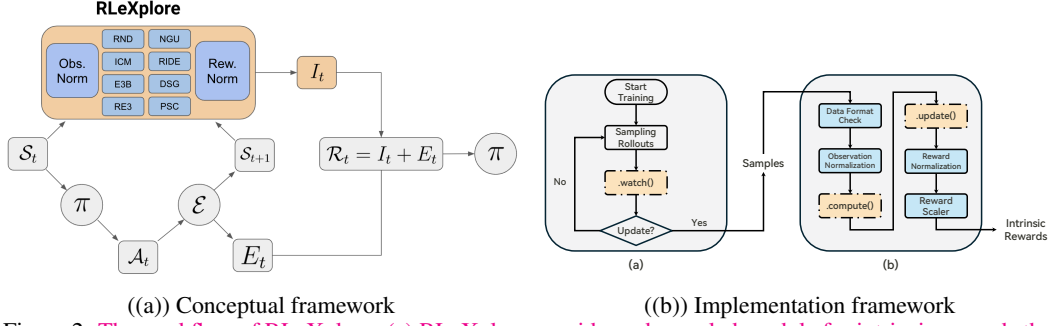 RLeXplore
Obs.
Norm
RND
NGU
ICM
RIDE
E3B
DSG
RE3
PSC
Rew.
Norm
I_t
S_t
S_{t+1}
R_t = I_t + E_t
π
π
ε
A_t
E_t
((a)) Conceptual framework
Start
Training
Sampling
Rollouts
No
.watch()
Update?
Yes
(a)
Samples
Data Format
Check
Observation
Normalization
.compute()
.update()
Reward
Normalization
Reward
Scaler
(b)
Intrinsic
Rewards
((b)) Implementation framework